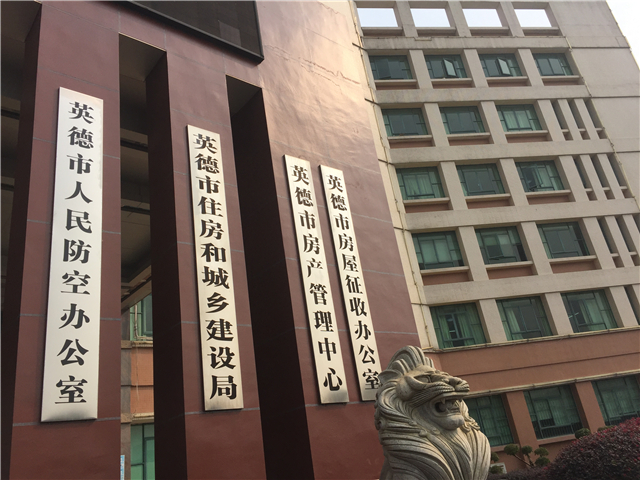 英德市人民防空办公室
英德市住房和城乡建设局
英德市房产管理中心
英德市房屋征收办公室